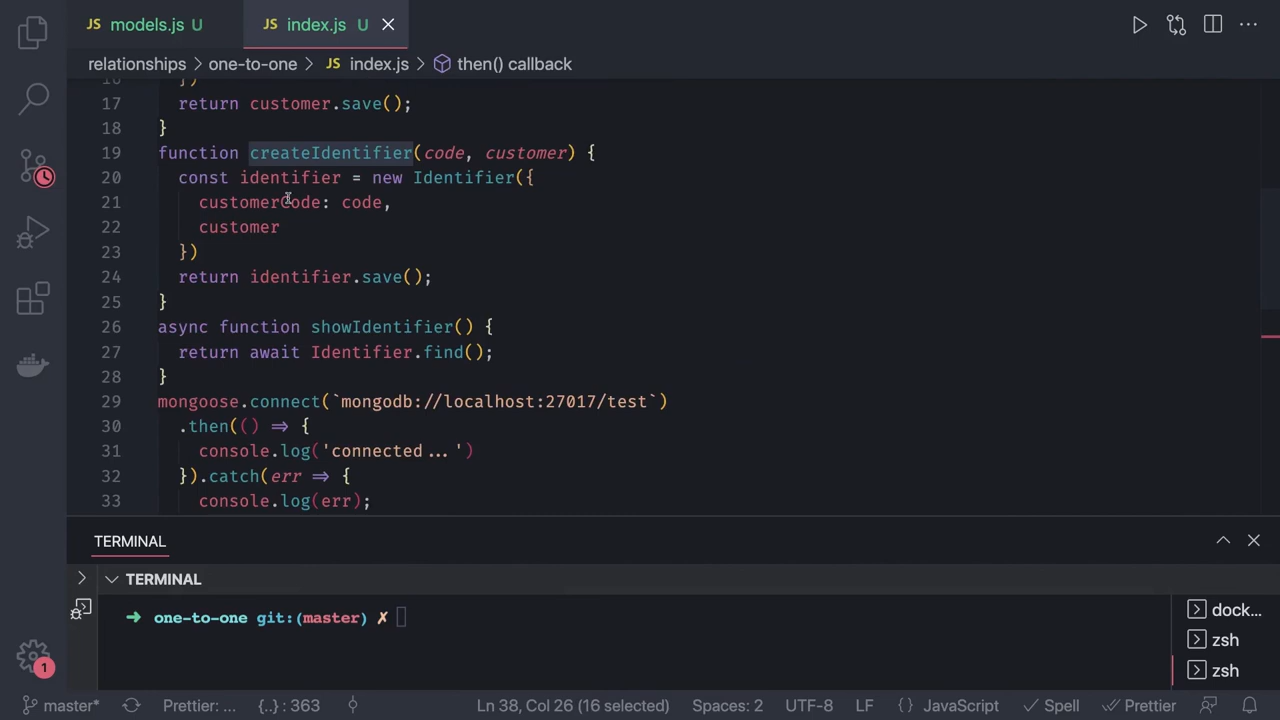 JS models.js U JS index.js U
relationships > one-to-one > JS index.js > then() callback
16 })
17 return customer.save();
18 }
19 function createIdentifier(code, customer) {
20 const identifier = new Identifier({
21 customerCode: code,
22 customer
23 })
24 return identifier.save();
25 }
26 async function showIdentifier() {
27 return await Identifier.find();
28 }
29 mongoose.connect(`mongodb://localhost:27017/test`)
30 .then(() => {
31 console.log('connected...')
32 }).catch(err => {
33 console.log(err);
TERMINAL
TERMINAL
➜ one-to-one git:(master) ✗
dock...
zsh
zsh
1
master* Prettier: ... {..} : 363 Ln 38, Col 26 (16 selected) Spaces: 2 UTF-8 LF {} JavaScript ✓ Spell Prettier